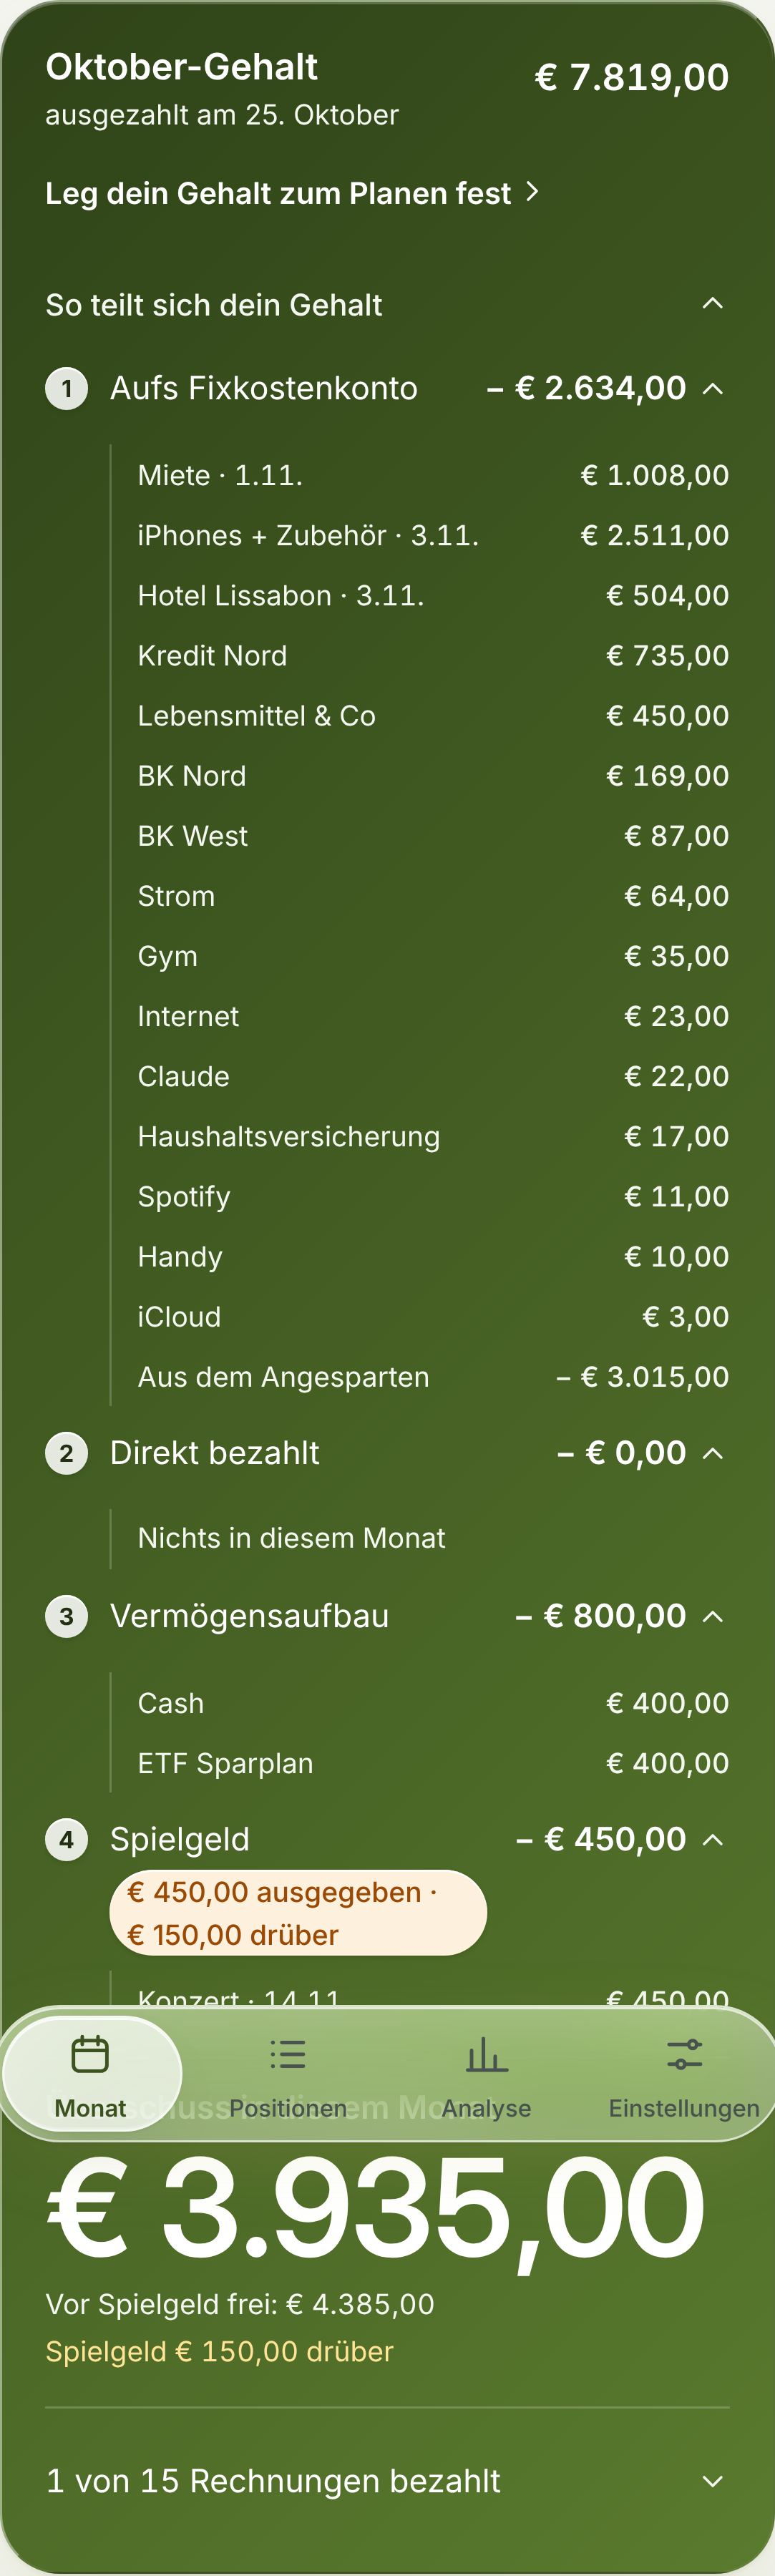 Oktober-Gehalt
€ 7.819,00
ausgezahlt am 25. Oktober
Leg dein Gehalt zum Planen fest
So teilt sich dein Gehalt
1 Aufs Fixkostenkonto – € 2.634,00
Miete · 1.11. € 1.008,00
iPhones + Zubehör · 3.11. € 2.511,00
Hotel Lissabon · 3.11. € 504,00
Kredit Nord € 735,00
Lebensmittel & Co € 450,00
BK Nord € 169,00
BK West € 87,00
Strom € 64,00
Gym € 35,00
Internet € 23,00
Claude € 22,00
Haushaltsversicherung € 17,00
Spotify € 11,00
Handy € 10,00
iCloud € 3,00
Aus dem Angesparten – € 3.015,00
2 Direkt bezahlt – € 0,00
Nichts in diesem Monat
3 Vermögensaufbau – € 800,00
Cash € 400,00
ETF Sparplan € 400,00
4 Spielgeld – € 450,00
€ 450,00 ausgegeben ·
€ 150,00 drüber
Konzert · 14.11. € 450,00
Monat Positionen Analyse Einstellungen
€ 3.935,00
Vor Spielgeld frei: € 4.385,00
Spielgeld € 150,00 drüber
1 von 15 Rechnungen bezahlt